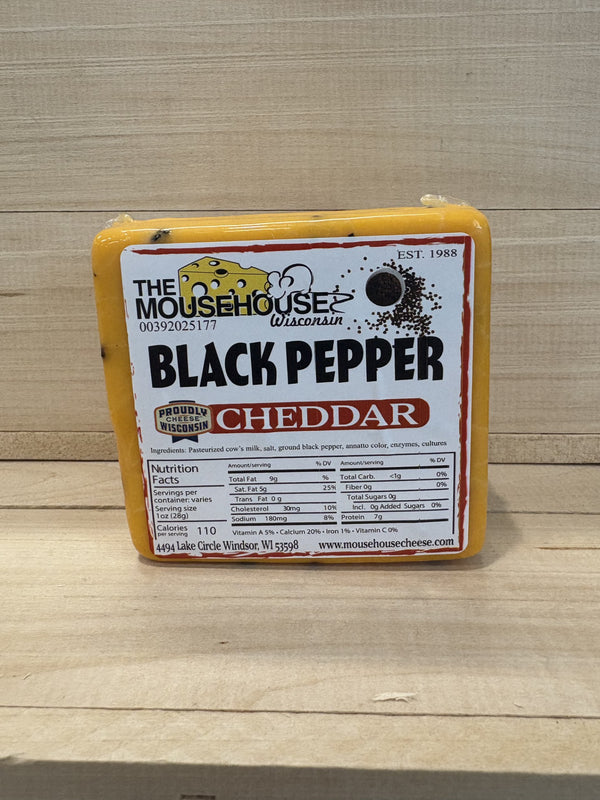 EST. 1988
THE
MOUSEHOUSE
Wisconsin
00392025177
BLACK PEPPER
PROUDLY
CHEESE
WISCONSIN
CHEDDAR
Ingredients: Pasteurized cow's milk, salt, ground black pepper, annatto color, enzymes, cultures
Nutrition
Facts
Servings per
container: varies
Serving size
1oz (28g)
Calories 110
per serving
Amount/serving % DV
Total Fat 9g %
Sat. Fat 5g 25%
Trans Fat 0 g
Cholesterol 30mg 10%
Sodium 180mg 8%
Amount/serving % DV
Total Carb. <1g 0%
Fiber 0g 0%
Total Sugars 0g
Incl. 0g Added Sugars 0%
Protein 7g
Vitamin A 5% • Calcium 20% • Iron 1% • Vitamin C 0%
4494 Lake Circle Windsor, WI 53598 www.mousehousecheese.com